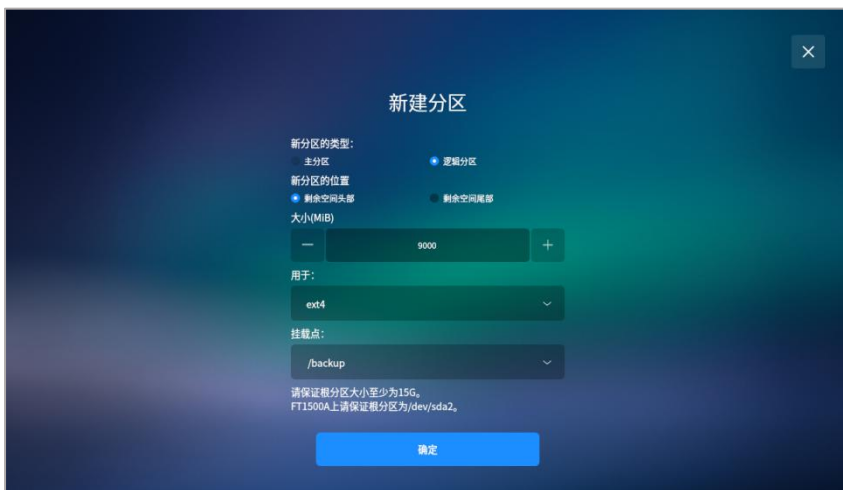 新建分区
新分区的类型:
主分区 逻辑分区
新分区的位置
剩余空间头部 剩余空间尾部
大小(MiB)
9000
用于:
ext4
挂载点:
/backup
请保证根分区大小至少为15G。
FT1500A上请保证根分区为/dev/sda2。
确定